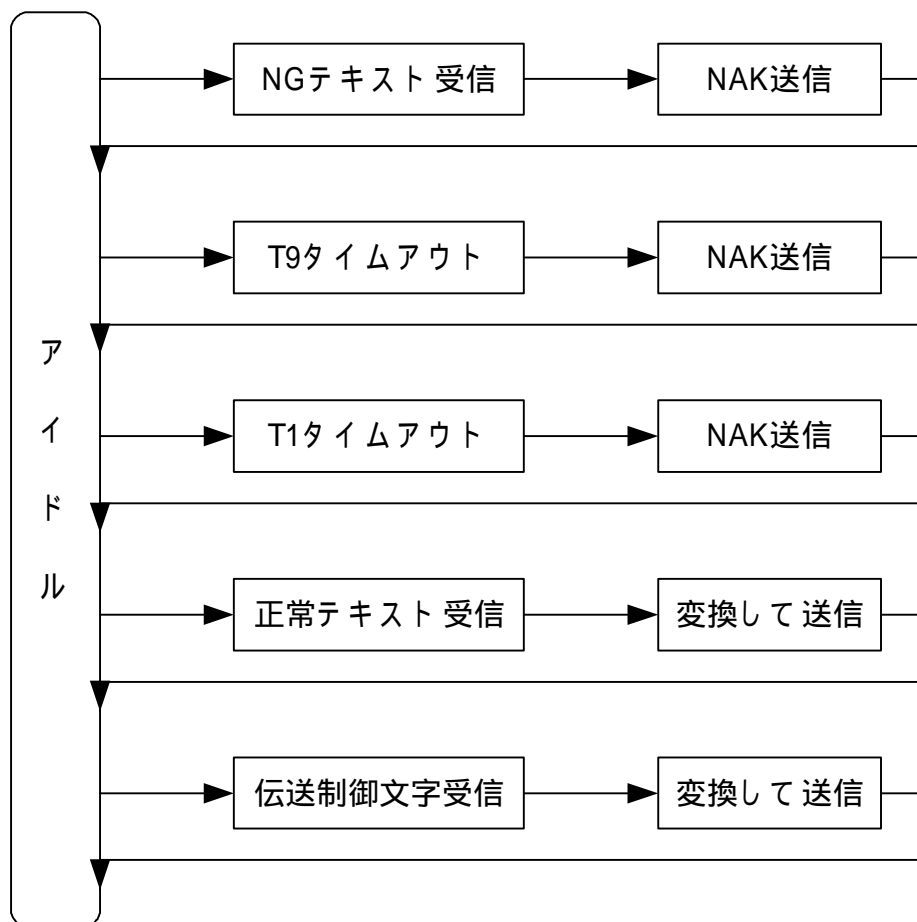 NGテキスト受信
NAK送信
T9タイムアウト
NAK送信
アイドル
T1タイムアウト
NAK送信
正常テキスト受信
変換して送信
伝送制御文字受信
変換して送信